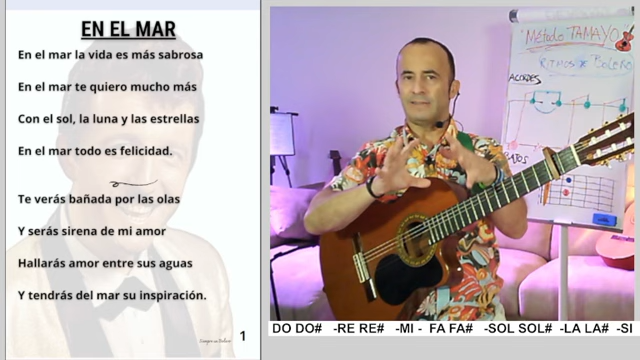 EN EL MAR
En el mar la vida es más sabrosa
En el mar te quiero mucho más
Con el sol, la luna y las estrellas
En el mar todo es felicidad.
Te verás bañada por las olas
Y serás sirena de mi amor
Hallarás amor entre sus aguas
Y tendrás del mar su inspiración.
1
"Método TAMAYO"
RITMOS DE BOLERO
ACORDES
BAJOS
DO DO# -RE RE# -MI - FA FA# -SOL SOL# -LA LA# -SI